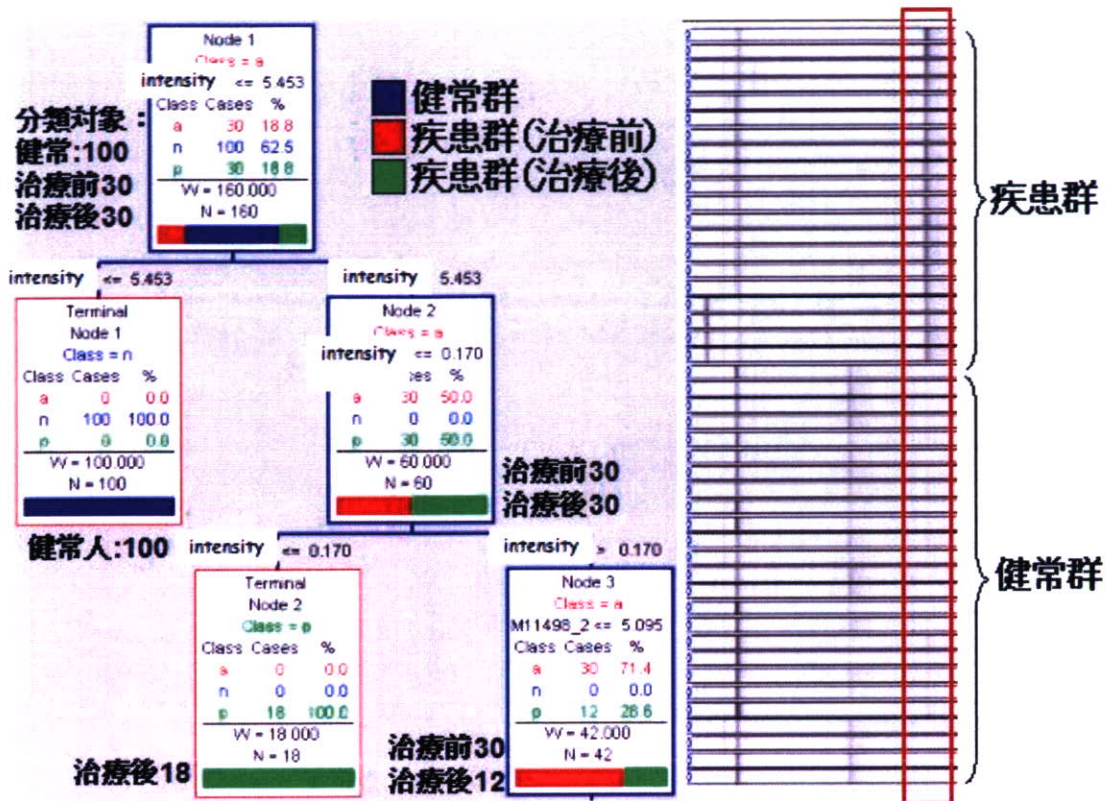 Node 1
Class = a
intensity <= 5.453
Class Cases %
a 30 18.8
n 100 62.5
p 30 18.8
W = 160.000
N = 160
分類対象：
健常:100
治療前30
治療後30
健常群
疾患群(治療前)
疾患群(治療後)
intensity <= 5.453
Terminal
Node 1
Class = n
Class Cases %
a 0 0.0
n 100 100.0
p 0 0.0
W = 100.000
N = 100
健常人:100
intensity 5.453
Node 2
Class = a
intensity <= 0.170
es %
a 30 50.0
n 0 0.0
p 30 50.0
W = 60.000
N = 60
治療前30
治療後30
intensity <= 0.170
Terminal
Node 2
Class = p
Class Cases %
a 0 0.0
n 0 0.0
p 18 100.0
W = 18.000
N = 18
治療後18
intensity > 0.170
Node 3
Class = a
M11498_2 <= 5.095
Class Cases %
a 30 71.4
n 0 0.0
p 12 28.6
W = 42.000
N = 42
治療前30
治療後12
疾患群
健常群